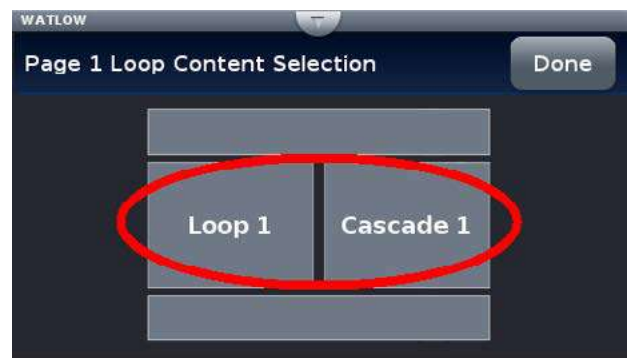 WATLOW
Page 1 Loop Content Selection
Done
Loop 1
Cascade 1